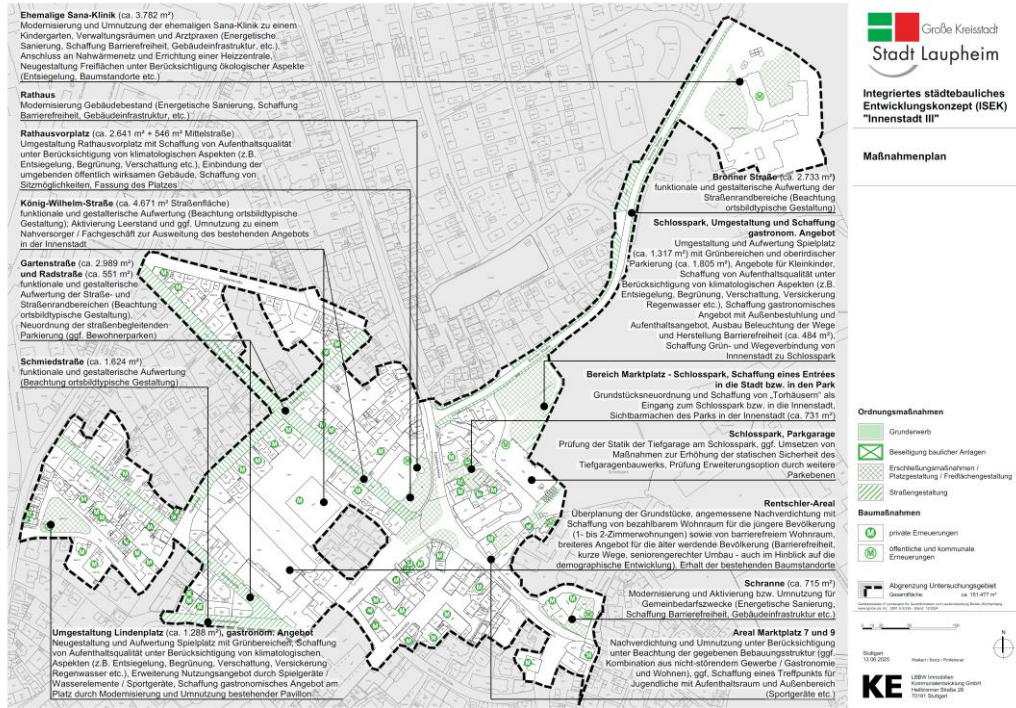 Ehemalige Sana-Klinik (ca. 3.782 m²)
Modernisierung und Umnutzung der ehemaligen Sana-Klinik zu einem
Kindergarten, Verwaltungsräumen und Arztpraxen (Energetische
Sanierung, Schaffung Barrierefreiheit, Gebäudeinfrastruktur, etc.),
Anschluss an Nahwärmenetz und Errichtung einer Heizzentrale,
Neugestaltung Freiflächen unter Berücksichtigung ökologischer Aspekte
(Entsiegelung, Baumstandorte etc.)
Rathaus
Modernisierung Gebäudebestand (Energetische Sanierung, Schaffung
Barrierefreiheit, Gebäudeinfrastruktur, etc.)
Rathausvorplatz (ca. 2.641 m² + 546 m² Mittelstraße)
Umgestaltung Rathausvorplatz mit Schaffung von Aufenthaltsqualität
unter Berücksichtigung von klimatologischen Aspekten (z.B.
Entsiegelung, Begrünung, Verschattung etc.), Einbindung der
umgebenden öffentlich wirksamen Gebäude, Schaffung von
Sitzmöglichkeiten, Fassung des Platzes
König-Wilhelm-Straße (ca. 4.671 m² Straßenfläche)
funktionale und gestalterische Aufwertung (Beachtung ortsbildtypische
Gestaltung); Aktivierung Leerstand und ggf. Umnutzung zu einem
Nahversorger / Fachgeschäft zur Ausweitung des bestehenden Angebots
in der Innenstadt
Gartenstraße (ca. 2.989 m²)
und Radstraße (ca. 551 m²)
funktionale und gestalterische
Aufwertung der Straße- und
Straßenrandbereichen (Beachtung
ortsbildtypische Gestaltung),
Neuordnung der straßenbegleitenden
Parkierung (ggf. Bewohnerparken)
Schmiedstraße (ca. 1.624 m²)
funktionale und gestalterische Aufwertung
(Beachtung ortsbildtypische Gestaltung)
Umgestaltung Lindenplatz (ca. 1.288 m²), gastronom. Angebot
Neugestaltung und Aufwertung Spielplatz mit Grünbereichen, Schaffung
von Aufenthaltsqualität unter Berücksichtigung von klimatologischen
Aspekten (z.B. Entsiegelung, Begrünung, Verschattung, Versickerung
Regenwasser etc.), Erweiterung Nutzungsangebot durch Spielgeräte /
Wasserelemente / Sportgeräte, Schaffung gastronomisches Angebot am
Platz durch Modernisierung und Umnutzung bestehender Pavillon
Bronner Straße (ca. 2.733 m²)
funktionale und gestalterische Aufwertung der
Straßenrandbereiche (Beachtung
ortsbildtypische Gestaltung)
Schlosspark, Umgestaltung und Schaffung
gastronom. Angebot
Umgestaltung und Aufwertung Spielplatz
(ca. 1.317 m²) mit Grünbereichen und oberirdischer
Parkierung (ca. 1.805 m²), Angebote für Kleinkinder,
Schaffung von Aufenthaltsqualität unter
Berücksichtigung von klimatologischen Aspekten (z.B.
Entsiegelung, Begrünung, Verschattung, Versickerung
Regenwasser etc.), Schaffung gastronomisches
Angebot mit Außenbestuhlung und
Aufenthaltsangebot, Ausbau Beleuchtung der Wege
und Herstellung Barrierefreiheit (ca. 484 m²),
Schaffung Grün- und Wegeverbindung von
Innnenstadt zu Schlosspark
Bereich Marktplatz - Schlosspark, Schaffung eines Entrées
in die Stadt bzw. in den Park
Grundstücksneuordnung und Schaffung von „Torhäusern“ als
Eingang zum Schlosspark bzw. in die Innenstadt,
Sichtbarmachen des Parks in der Innenstadt (ca. 731 m²)
Schlosspark, Parkgarage
Prüfung der Statik der Tiefgarage am Schlosspark, ggf. Umsetzen von
Maßnahmen zur Erhöhung der statischen Sicherheit des
Tiefgaragenbauwerks, Prüfung Erweiterungsoption durch weitere
Parkebenen
Rentschler-Areal
Überplanung der Grundstücke, angemessene Nachverdichtung mit
Schaffung von bezahlbarem Wohnraum für die jüngere Bevölkerung
(1- bis 2-Zimmerwohnungen) sowie von barrierefreiem Wohnraum,
breiteres Angebot für die älter werdende Bevölkerung (Barrierefreiheit,
kurze Wege, seniorengerechter Umbau - auch im Hinblick auf die
demographische Entwicklung), Erhalt der bestehenden Baumstandorte
Schranne (ca. 715 m²)
Modernisierung und Aktivierung bzw. Umnutzung für
Gemeinbedarfszwecke (Energetische Sanierung,
Schaffung Barrierefreiheit, Gebäudeinfrastruktur etc.)
Areal Marktplatz 7 und 9
Nachverdichtung und Umnutzung unter Berücksichtigung
unter Beachtung der gegebenen Bebauungsstruktur (ggf.
Kombination aus nicht-störendem Gewerbe / Gastronomie
und Wohnen), ggf. Schaffung eines Treffpunkts für
Jugendliche mit Aufenthaltsraum und Außenbereich
(Sportgeräte etc.)
Große Kreisstadt
Stadt Laupheim
Integriertes städtebauliches
Entwicklungskonzept (ISEK)
"Innenstadt III"
Maßnahmenplan
Ordnungsmaßnahmen
Grunderwerb
Beseitigung baulicher Anlagen
Erschließungsmaßnahmen /
Platzgestaltung / Freiflächengestaltung
Straßengestaltung
Baumaßnahmen
M private Erneuerungen
M öffentliche und kommunale
Erneuerungen
Abgrenzung Untersuchungsgebiet
Gesamtfläche ca. 151.477 m²
Stuttgart
13.06.2025
N
KE
LBBW Immobilien
Kommunalentwicklung GmbH
Heilbronner Straße 28
70191 Stuttgart